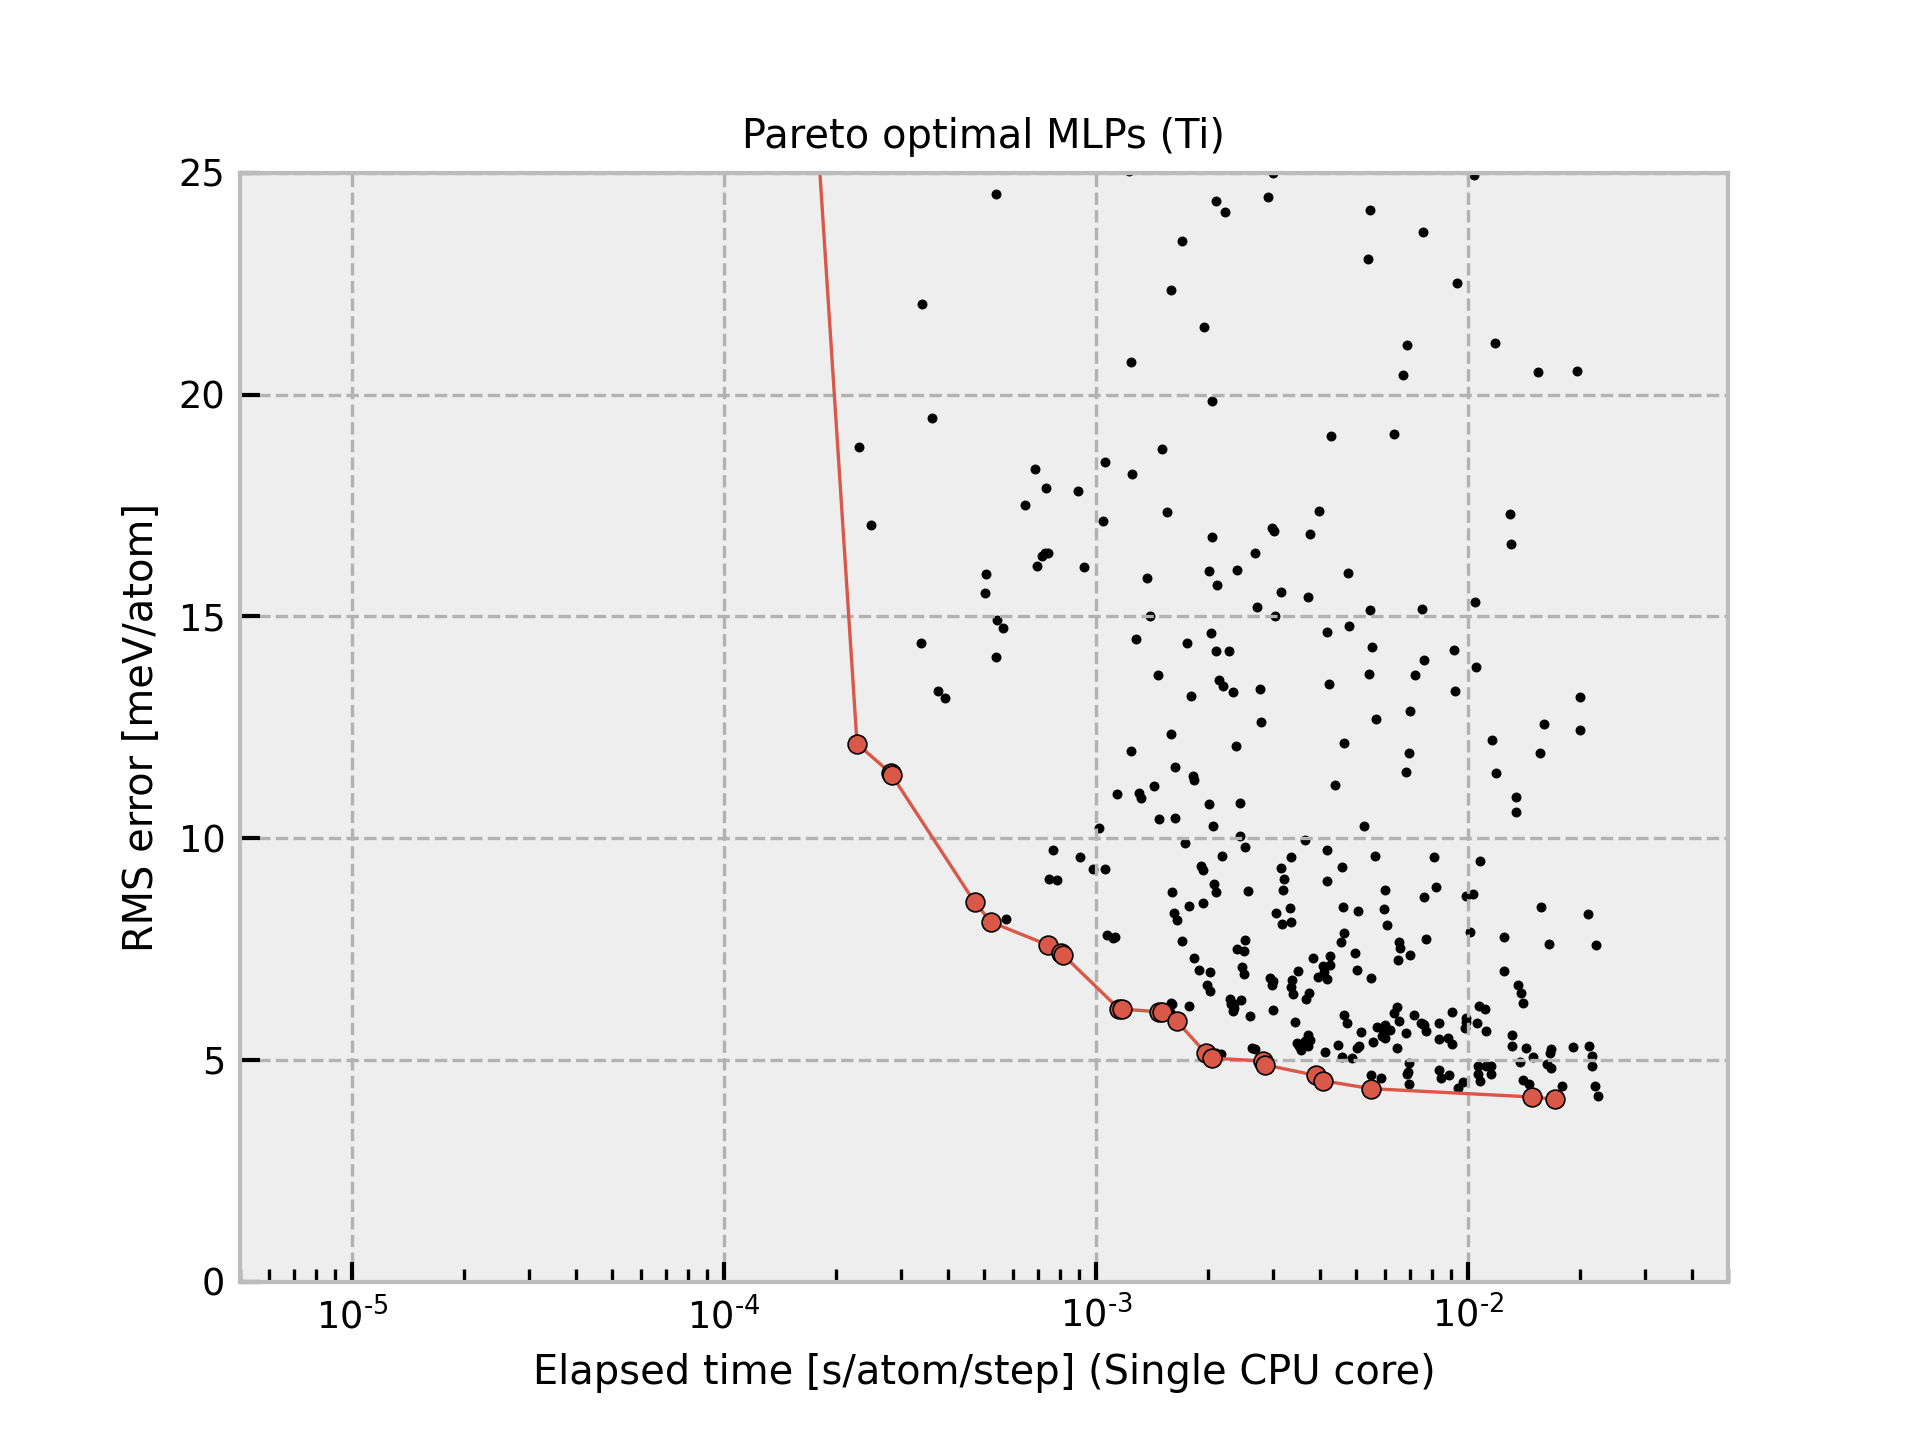 Pareto optimal MLPs (Ti)
25
20
15
10
5
0
RMS error [meV/atom]
10-5 10-4 10-3 10-2
Elapsed time [s/atom/step] (Single CPU core)